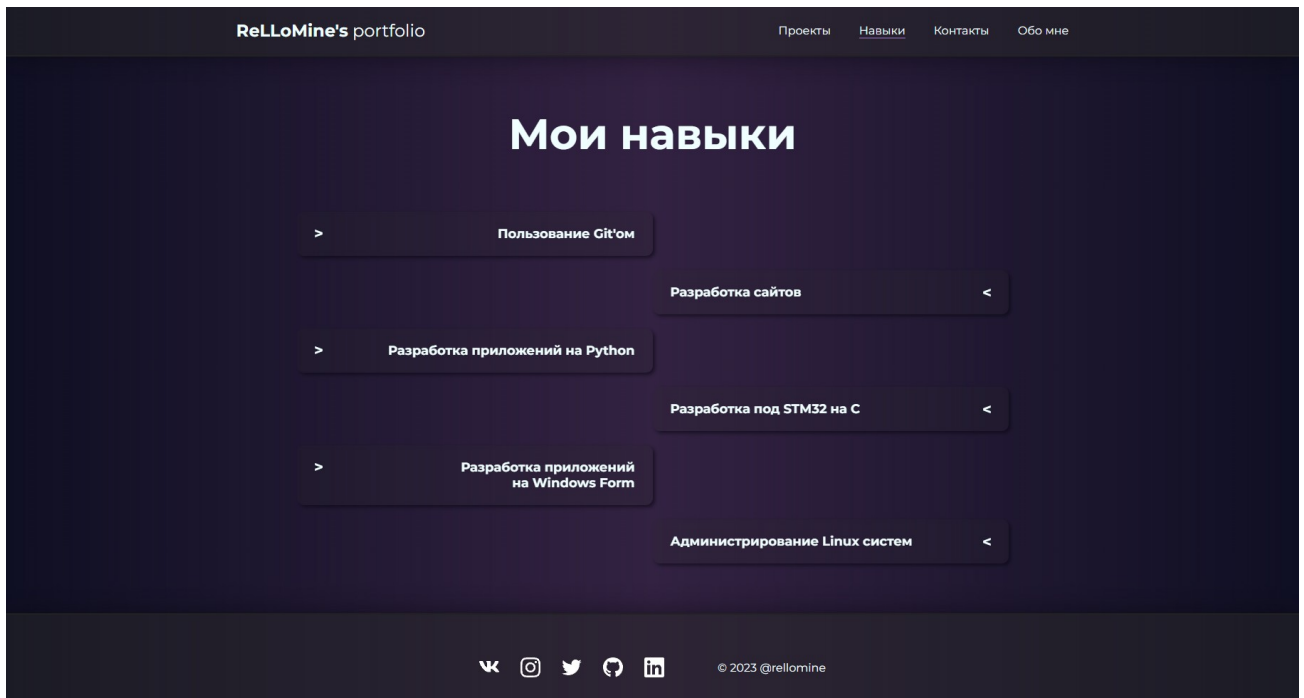 ReLLoMine's portfolio
Проекты Навыки Контакты Обо мне
Мои навыки
> Пользование Git'ом
Разработка сайтов <
> Разработка приложений на Python
Разработка под STM32 на C <
> Разработка приложений
на Windows Form
Администрирование Linux систем <
© 2023 @rellomine